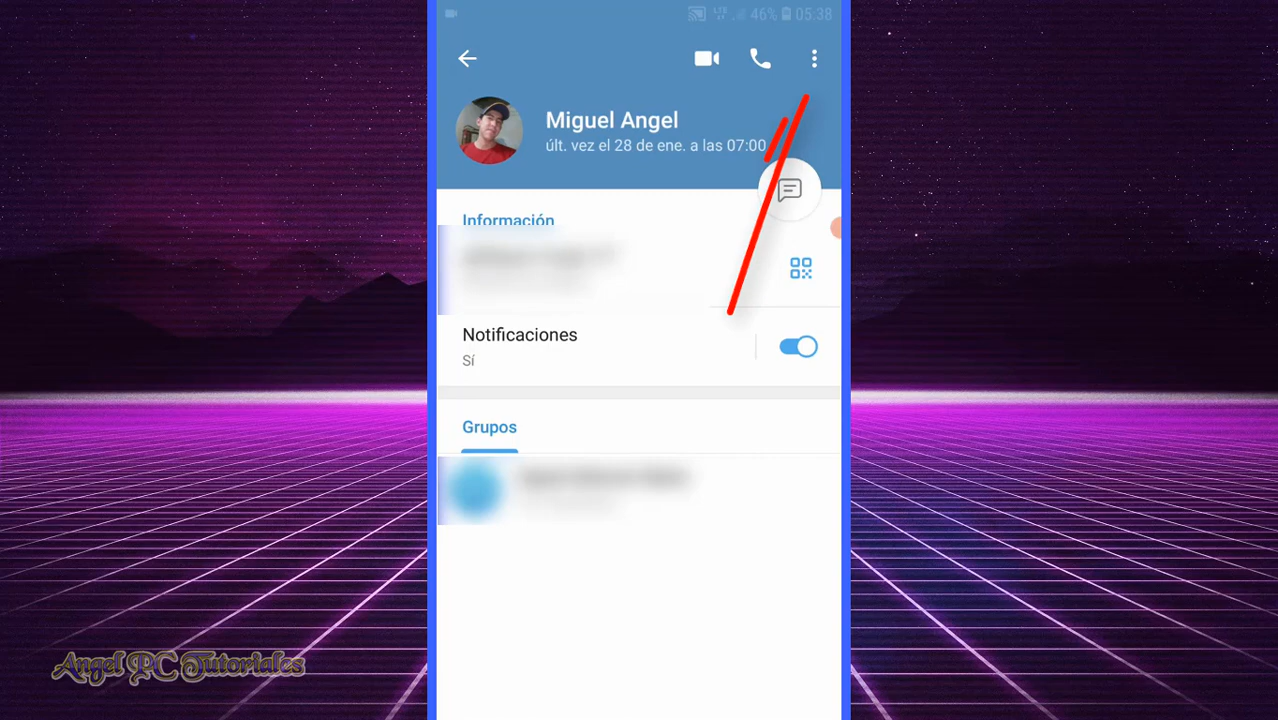 LTE 46% 05:38
Miguel Angel
últ. vez el 28 de ene. a las 07:00
Información
Notificaciones
Sí
Grupos
Angel PC Tutoriales